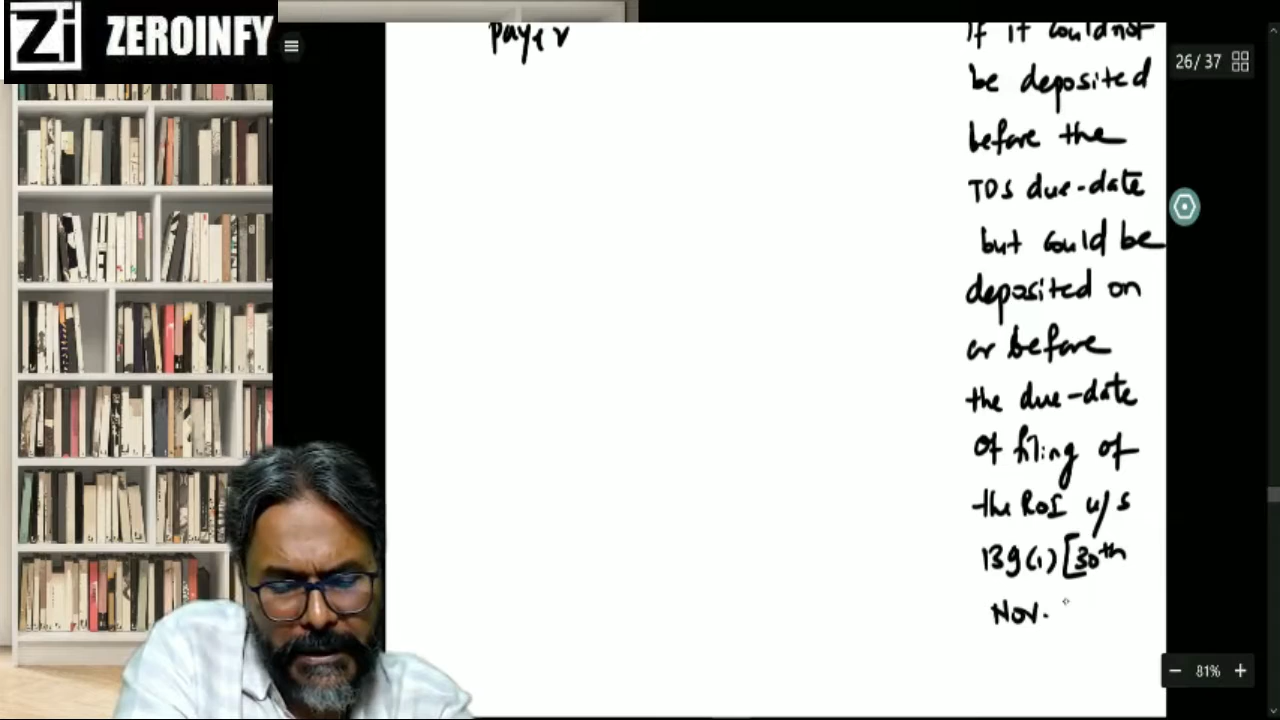 Zi ZEROINFY
Payer
If it could not
be deposited
before the
TDS due-date
but could be
deposited on
or before
the due-date
of filing of
the RoI u/s
139(1) [30th
Nov.
26/ 37
81%